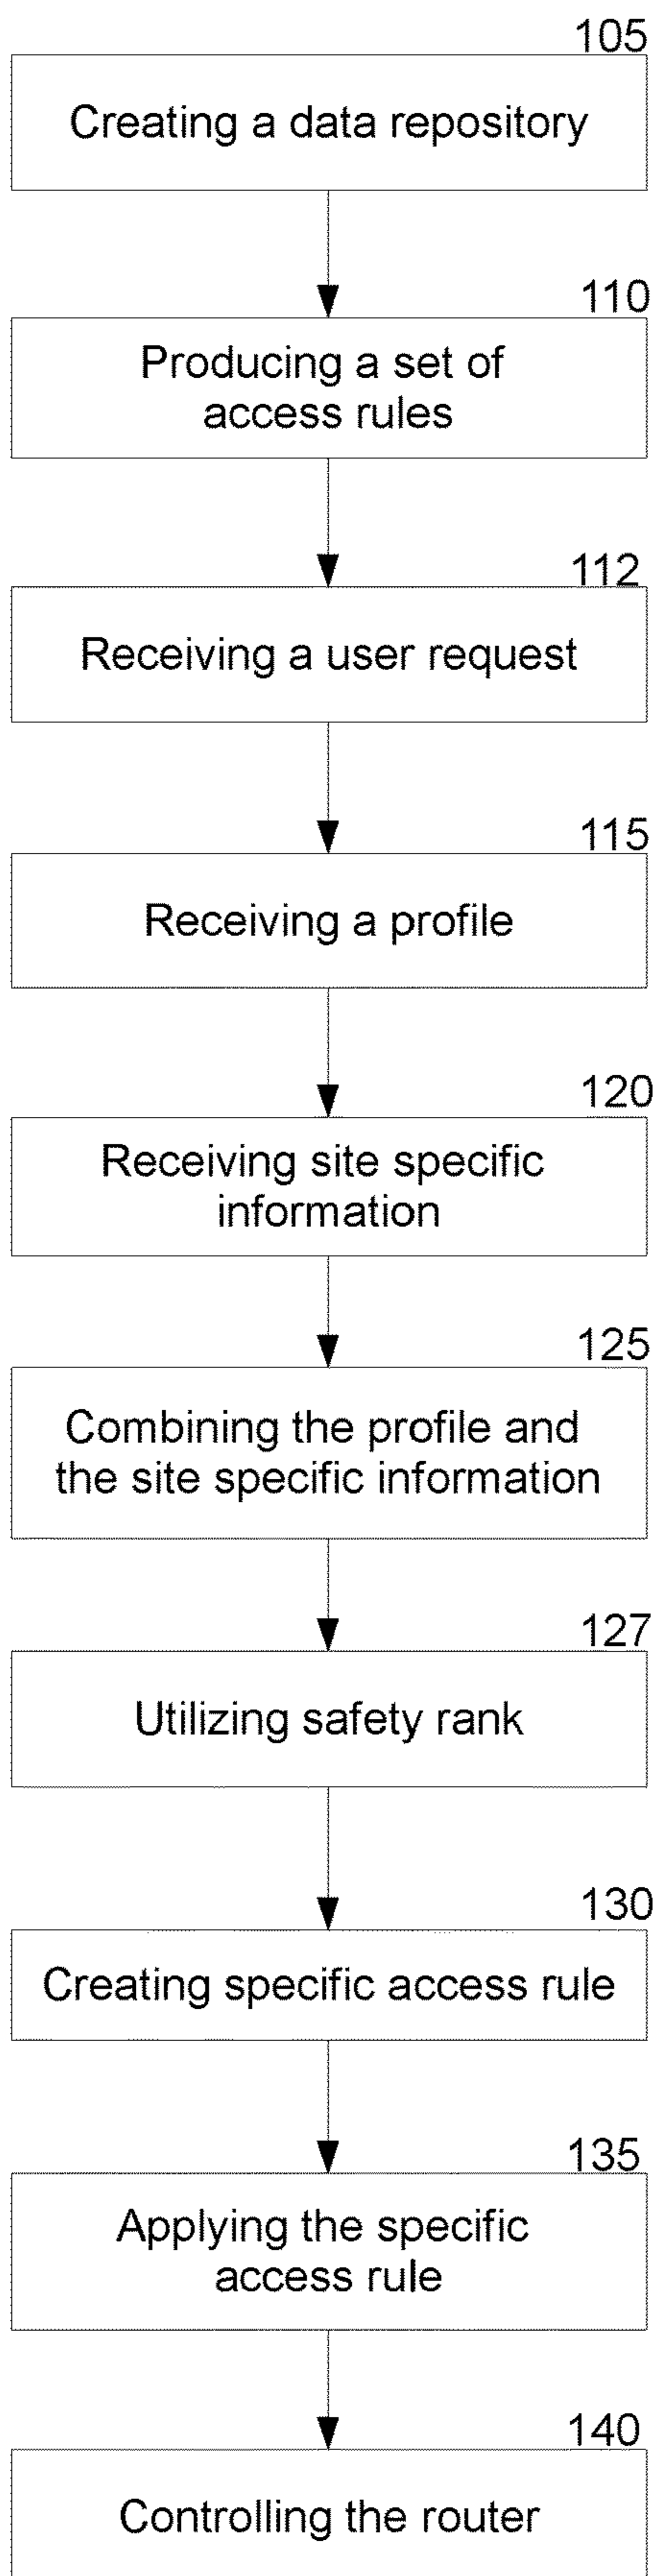 105
Creating a data repository
110
Producing a set of
access rules
112
Receiving a user request
115
Receiving a profile
120
Receiving site specific
information
125
Combining the profile and
the site specific information
127
Utilizing safety rank
130
Creating specific access rule
135
Applying the specific
access rule
140
Controlling the router